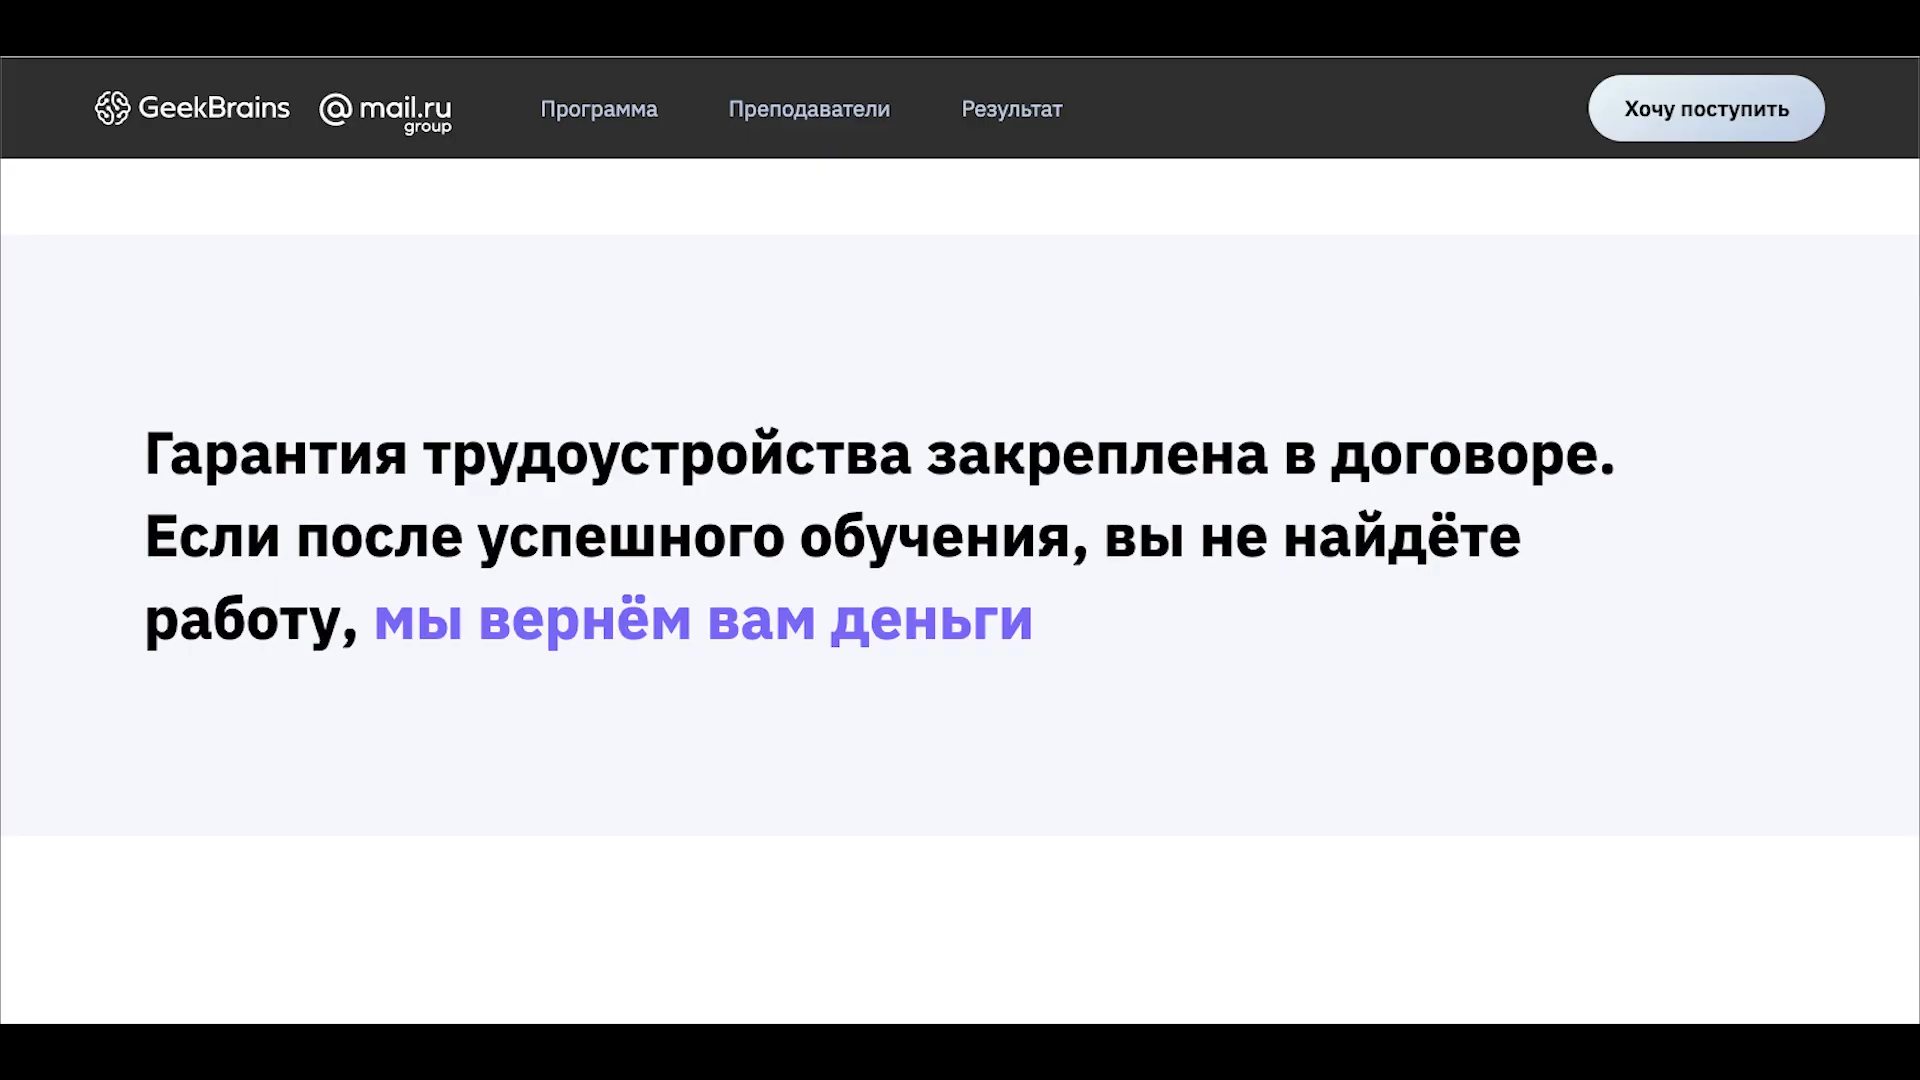 GeekBrains @mail.ru group Программа Преподаватели Результат Хочу поступить
Гарантия трудоустройства закреплена в договоре.
Если после успешного обучения, вы не найдёте
работу, мы вернём вам деньги